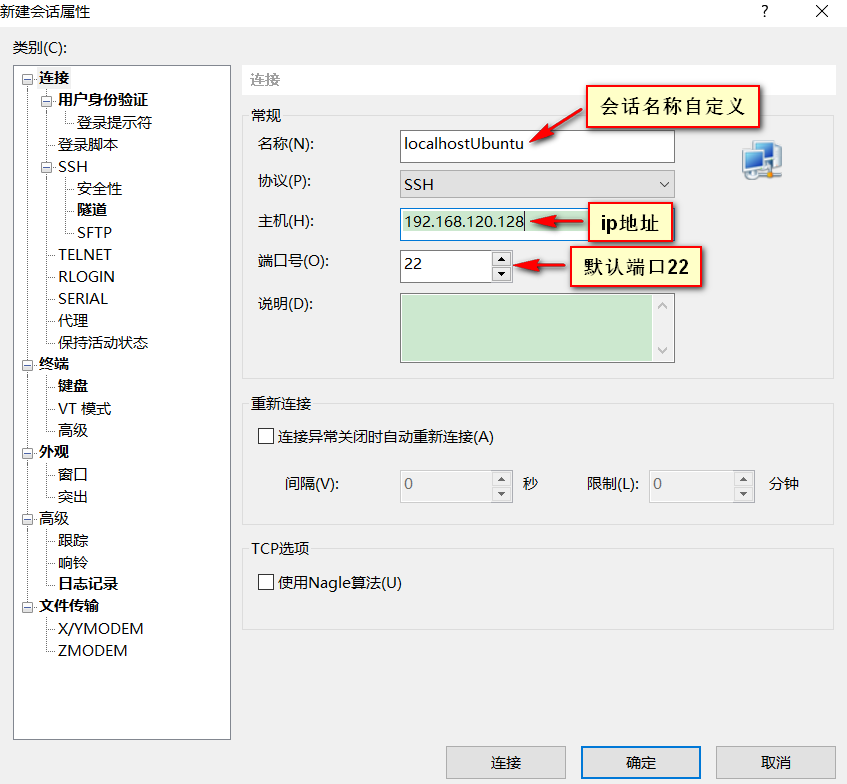 新建会话属性
?
类别(C):
连接
用户身份验证
登录提示符
登录脚本
SSH
安全性
隧道
SFTP
TELNET
RLOGIN
SERIAL
代理
保持活动状态
终端
键盘
VT 模式
高级
外观
窗口
突出
高级
跟踪
响铃
日志记录
文件传输
X/YMODEM
ZMODEM
连接
常规
会话名称自定义
名称(N): localhostUbuntu
协议(P): SSH
主机(H): 192.168.120.128 ip地址
端口号(O): 22 默认端口22
说明(D):
重新连接
连接异常关闭时自动重新连接(A)
间隔(V): 0 秒 限制(L): 0 分钟
TCP选项
使用Nagle算法(U)
连接 确定 取消